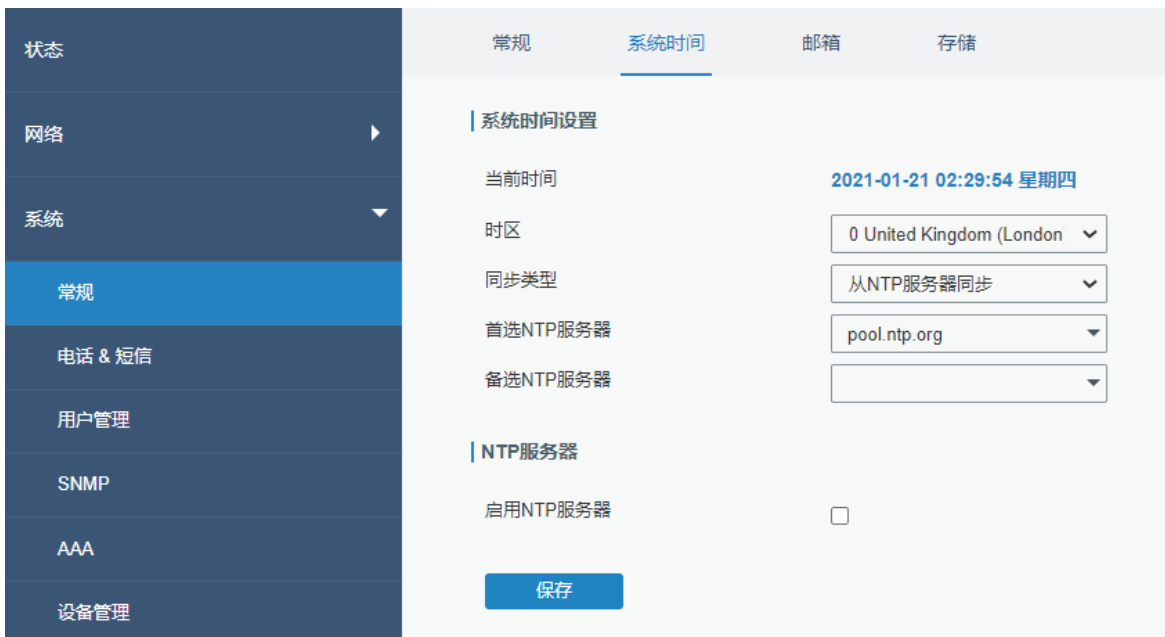 状态
网络
系统
常规
电话 & 短信
用户管理
SNMP
AAA
设备管理
常规 系统时间 邮箱 存储
系统时间设置
当前时间 2021-01-21 02:29:54 星期四
时区 0 United Kingdom (London)
同步类型 从NTP服务器同步
首选NTP服务器 pool.ntp.org
备选NTP服务器
NTP服务器
启用NTP服务器
保存